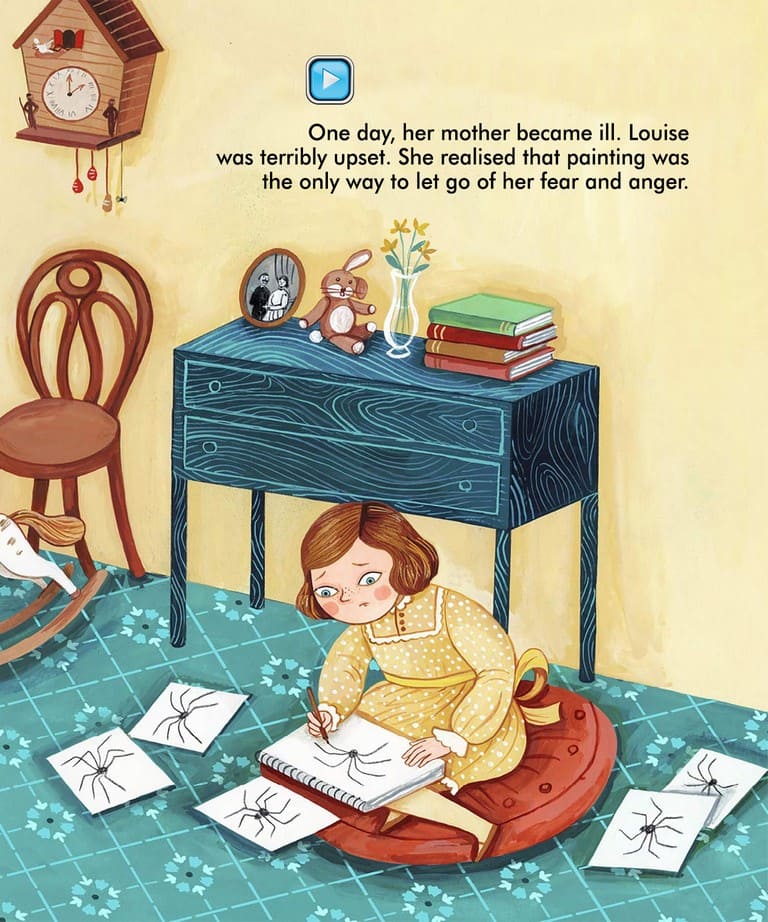 One day, her mother became ill. Louise
was terribly upset. She realised that painting was
the only way to let go of her fear and anger.